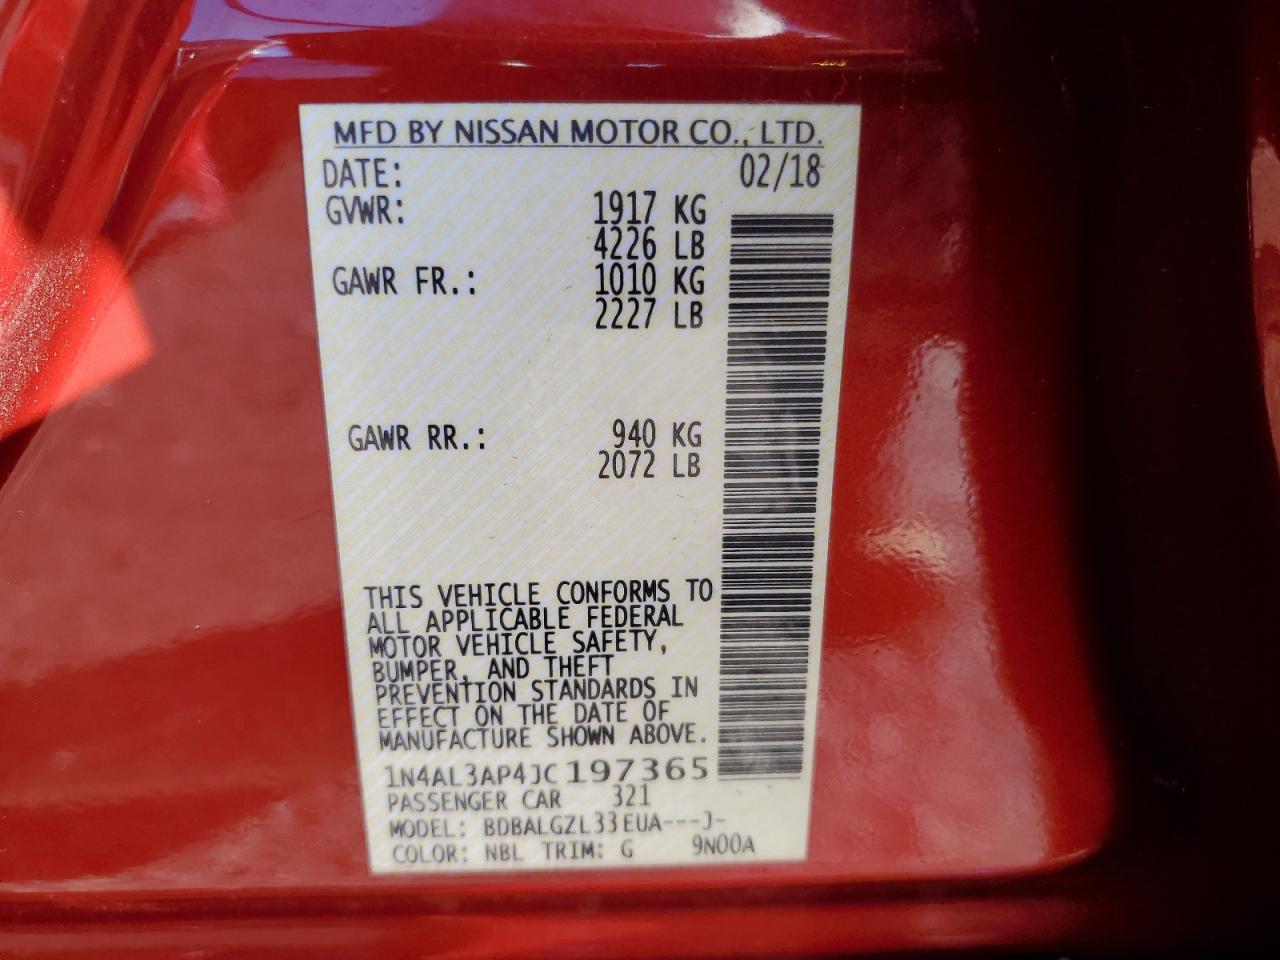 MFD BY NISSAN MOTOR CO., LTD.
DATE: 02/18
GVWR: 1917 KG
4226 LB
GAWR FR.: 1010 KG
2227 LB
GAWR RR.: 940 KG
2072 LB
THIS VEHICLE CONFORMS TO
ALL APPLICABLE FEDERAL
MOTOR VEHICLE SAFETY,
BUMPER, AND THEFT
PREVENTION STANDARDS IN
EFFECT ON THE DATE OF
MANUFACTURE SHOWN ABOVE.
1N4AL3AP4JC197365
PASSENGER CAR 321
MODEL: BDBALGZL33EUA---J-
COLOR: NBL TRIM: G 9N00A